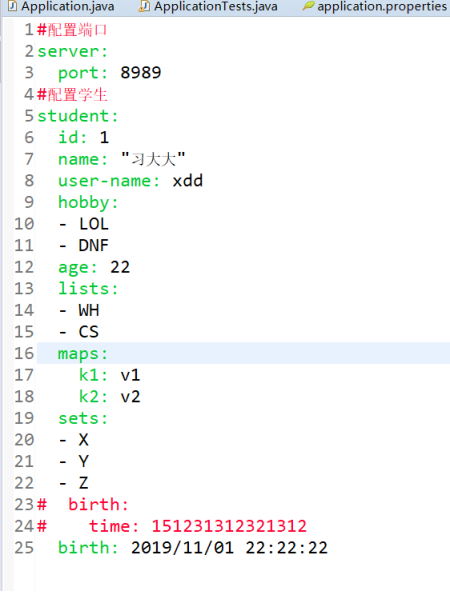 Application.java ApplicationTests.java application.properties
1 #配置端口
2 server:
3   port: 8989
4 #配置学生
5 student:
6   id: 1
7   name: "习大大"
8   user-name: xdd
9   hobby:
10   - LOL
11   - DNF
12   age: 22
13   lists:
14   - WH
15   - CS
16   maps:
17     k1: v1
18     k2: v2
19   sets:
20   - X
21   - Y
22   - Z
23 #  birth:
24 #    time: 151231312321312
25   birth: 2019/11/01 22:22:22